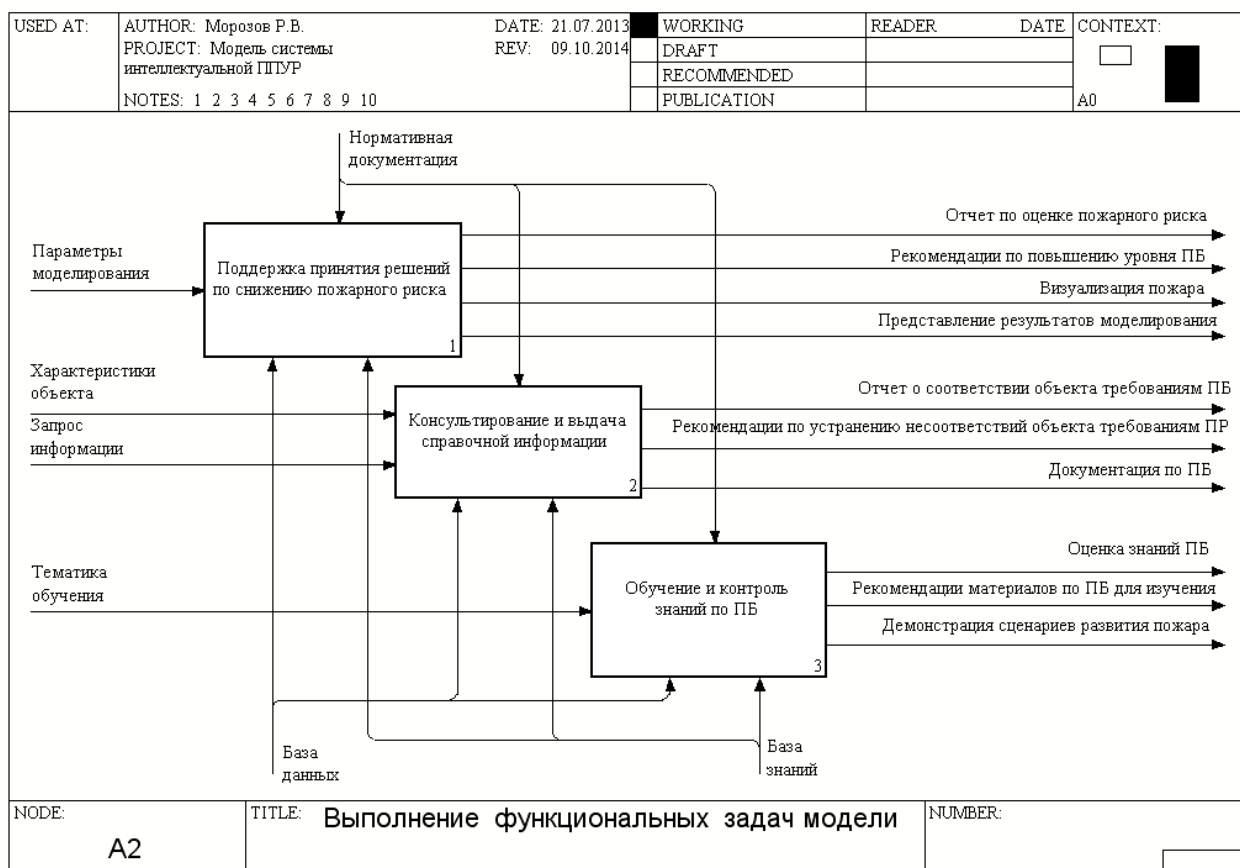 USED AT:
AUTHOR: Морозов Р.В.
DATE: 21.07.2013
PROJECT: Модель системы
интеллектуальной ППУР
REV: 09.10.2014
NOTES: 1 2 3 4 5 6 7 8 9 10
WORKING
DRAFT
RECOMMENDED
PUBLICATION
READER DATE
CONTEXT:
A0
Нормативная
документация
Параметры
моделирования
Поддержка принятия решений
по снижению пожарного риска
1
Отчет по оценке пожарного риска
Рекомендации по повышению уровня ПБ
Визуализация пожара
Представление результатов моделирования
Характеристики
объекта
Запрос
информации
Консультирование и выдача
справочной информации
2
Отчет о соответствии объекта требованиям ПБ
Рекомендации по устранению несоответствий объекта требованиям ПР
Документация по ПБ
Тематика
обучения
Обучение и контроль
знаний по ПБ
3
Оценка знаний ПБ
Рекомендации материалов по ПБ для изучения
Демонстрация сценариев развития пожара
База
данных
База
знаний
NODE:
A2
TITLE: Выполнение функциональных задач модели
NUMBER: